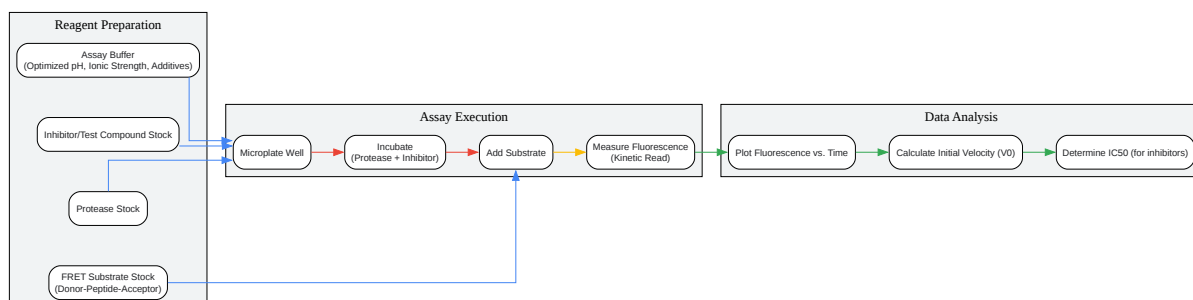 Reagent Preparation
Assay Buffer
(Optimized pH, Ionic Strength, Additives)
Inhibitor/Test Compound Stock
Protease Stock
FRET Substrate Stock
(Donor-Peptide-Acceptor)
Assay Execution
Microplate Well
Incubate
(Protease + Inhibitor)
Add Substrate
Measure Fluorescence
(Kinetic Read)
Data Analysis
Plot Fluorescence vs. Time
Calculate Initial Velocity (V0)
Determine IC50 (for inhibitors)